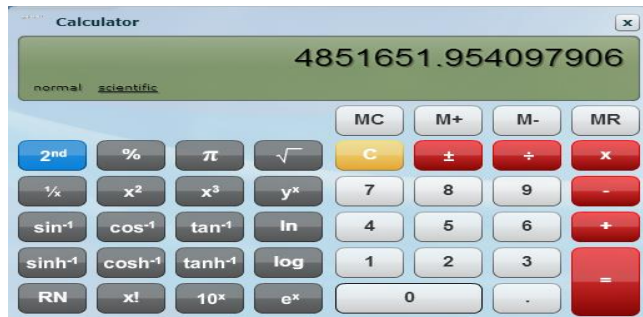 Calculator x
4851651.954097906
normal scientific
MC M+ M- MR
2nd % π √ C ± ÷ x
¹⁄x x² x³ yˣ 7 8 9 -
sin⁻¹ cos⁻¹ tan⁻¹ ln 4 5 6 +
sinh⁻¹ cosh⁻¹ tanh⁻¹ log 1 2 3 =
RN x! 10ˣ eˣ 0 .